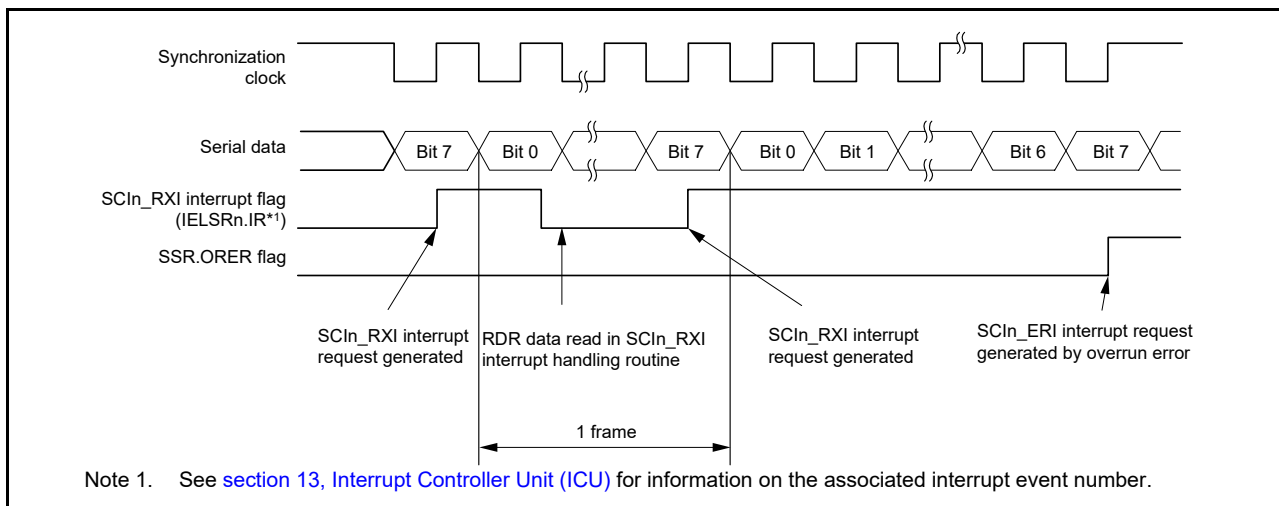 Synchronization
clock
Serial data
Bit 7 Bit 0 Bit 7 Bit 0 Bit 1 Bit 6 Bit 7
SCIn_RXI interrupt flag
(IELSRn.IR*1)
SSR.ORER flag
SCIn_RXI interrupt
request generated
RDR data read in SCIn_RXI
interrupt handling routine
SCIn_RXI interrupt
request generated
SCIn_ERI interrupt request
generated by overrun error
1 frame
Note 1. See section 13, Interrupt Controller Unit (ICU) for information on the associated interrupt event number.